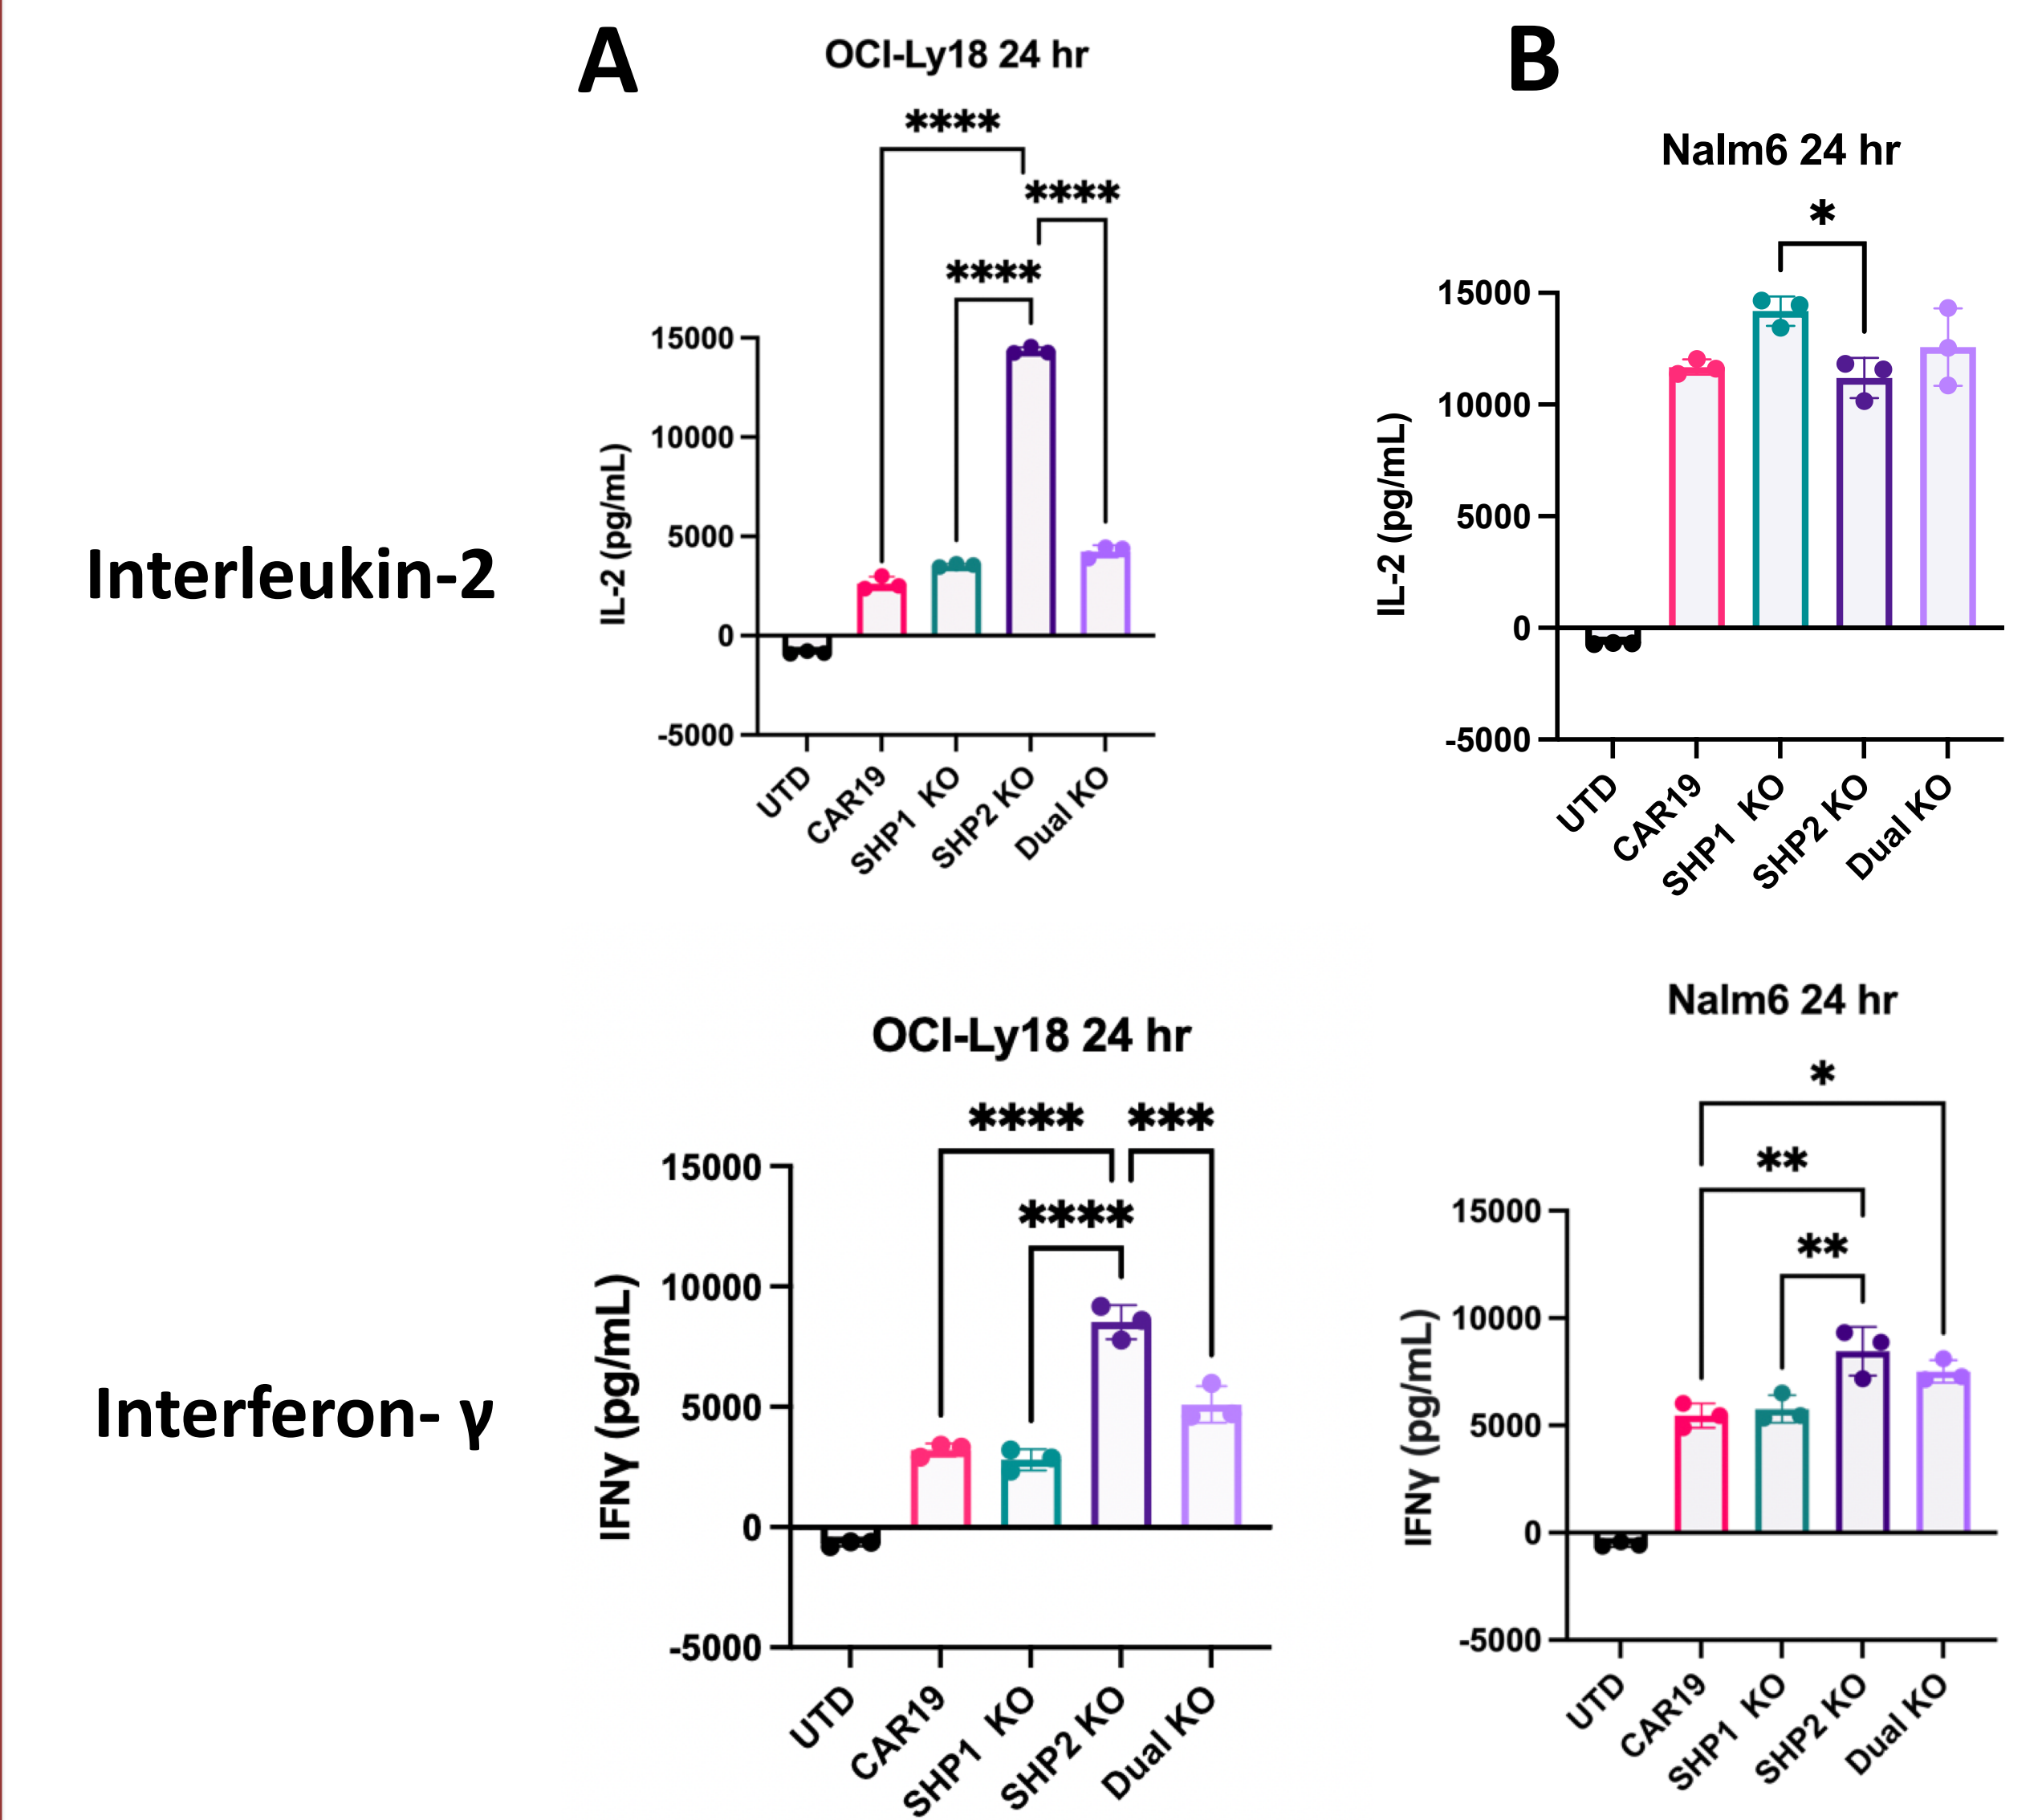 A
B
OCI-Ly18 24 hr
****
****
****
15000
10000
5000
0
-5000
IL-2 (pg/mL)
UTD
CAR19
SHP1 KO
SHP2 KO
Dual KO
Nalm6 24 hr
*
15000
10000
5000
0
-5000
IL-2 (pg/mL)
UTD
CAR19
SHP1 KO
SHP2 KO
Dual KO
Interleukin-2
OCI-Ly18 24 hr
**** ***
****
15000
10000
5000
0
-5000
IFNγ (pg/mL)
UTD
CAR19
SHP1 KO
SHP2 KO
Dual KO
Nalm6 24 hr
*
**
**
15000
10000
5000
0
-5000
IFNγ (pg/mL)
UTD
CAR19
SHP1 KO
SHP2 KO
Dual KO
Interferon- γ